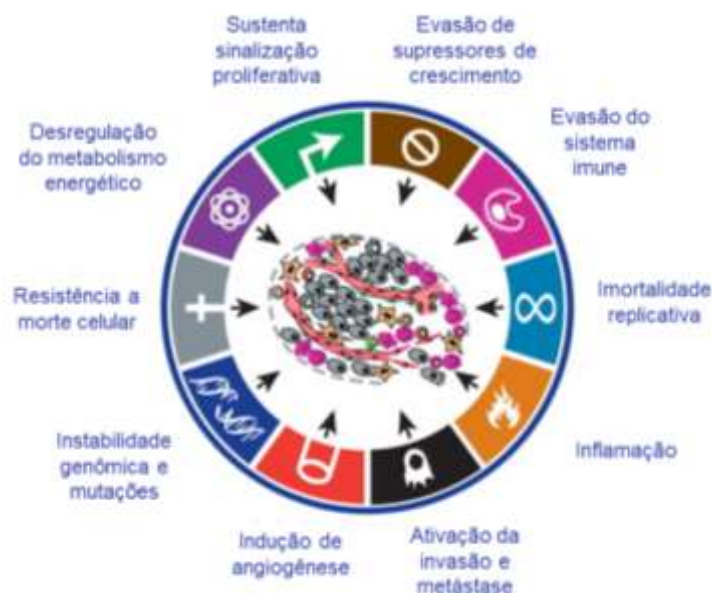 Sustenta
sinalização
proliferativa
Evasão de
supressores de
crescimento
Evasão do
sistema
imune
Imortalidade
replicativa
Inflamação
Ativação da
invasão e
metástase
Indução de
angiogênese
Instabilidade
genômica e
mutações
Resistência a
morte celular
Desregulação
do metabolismo
energético